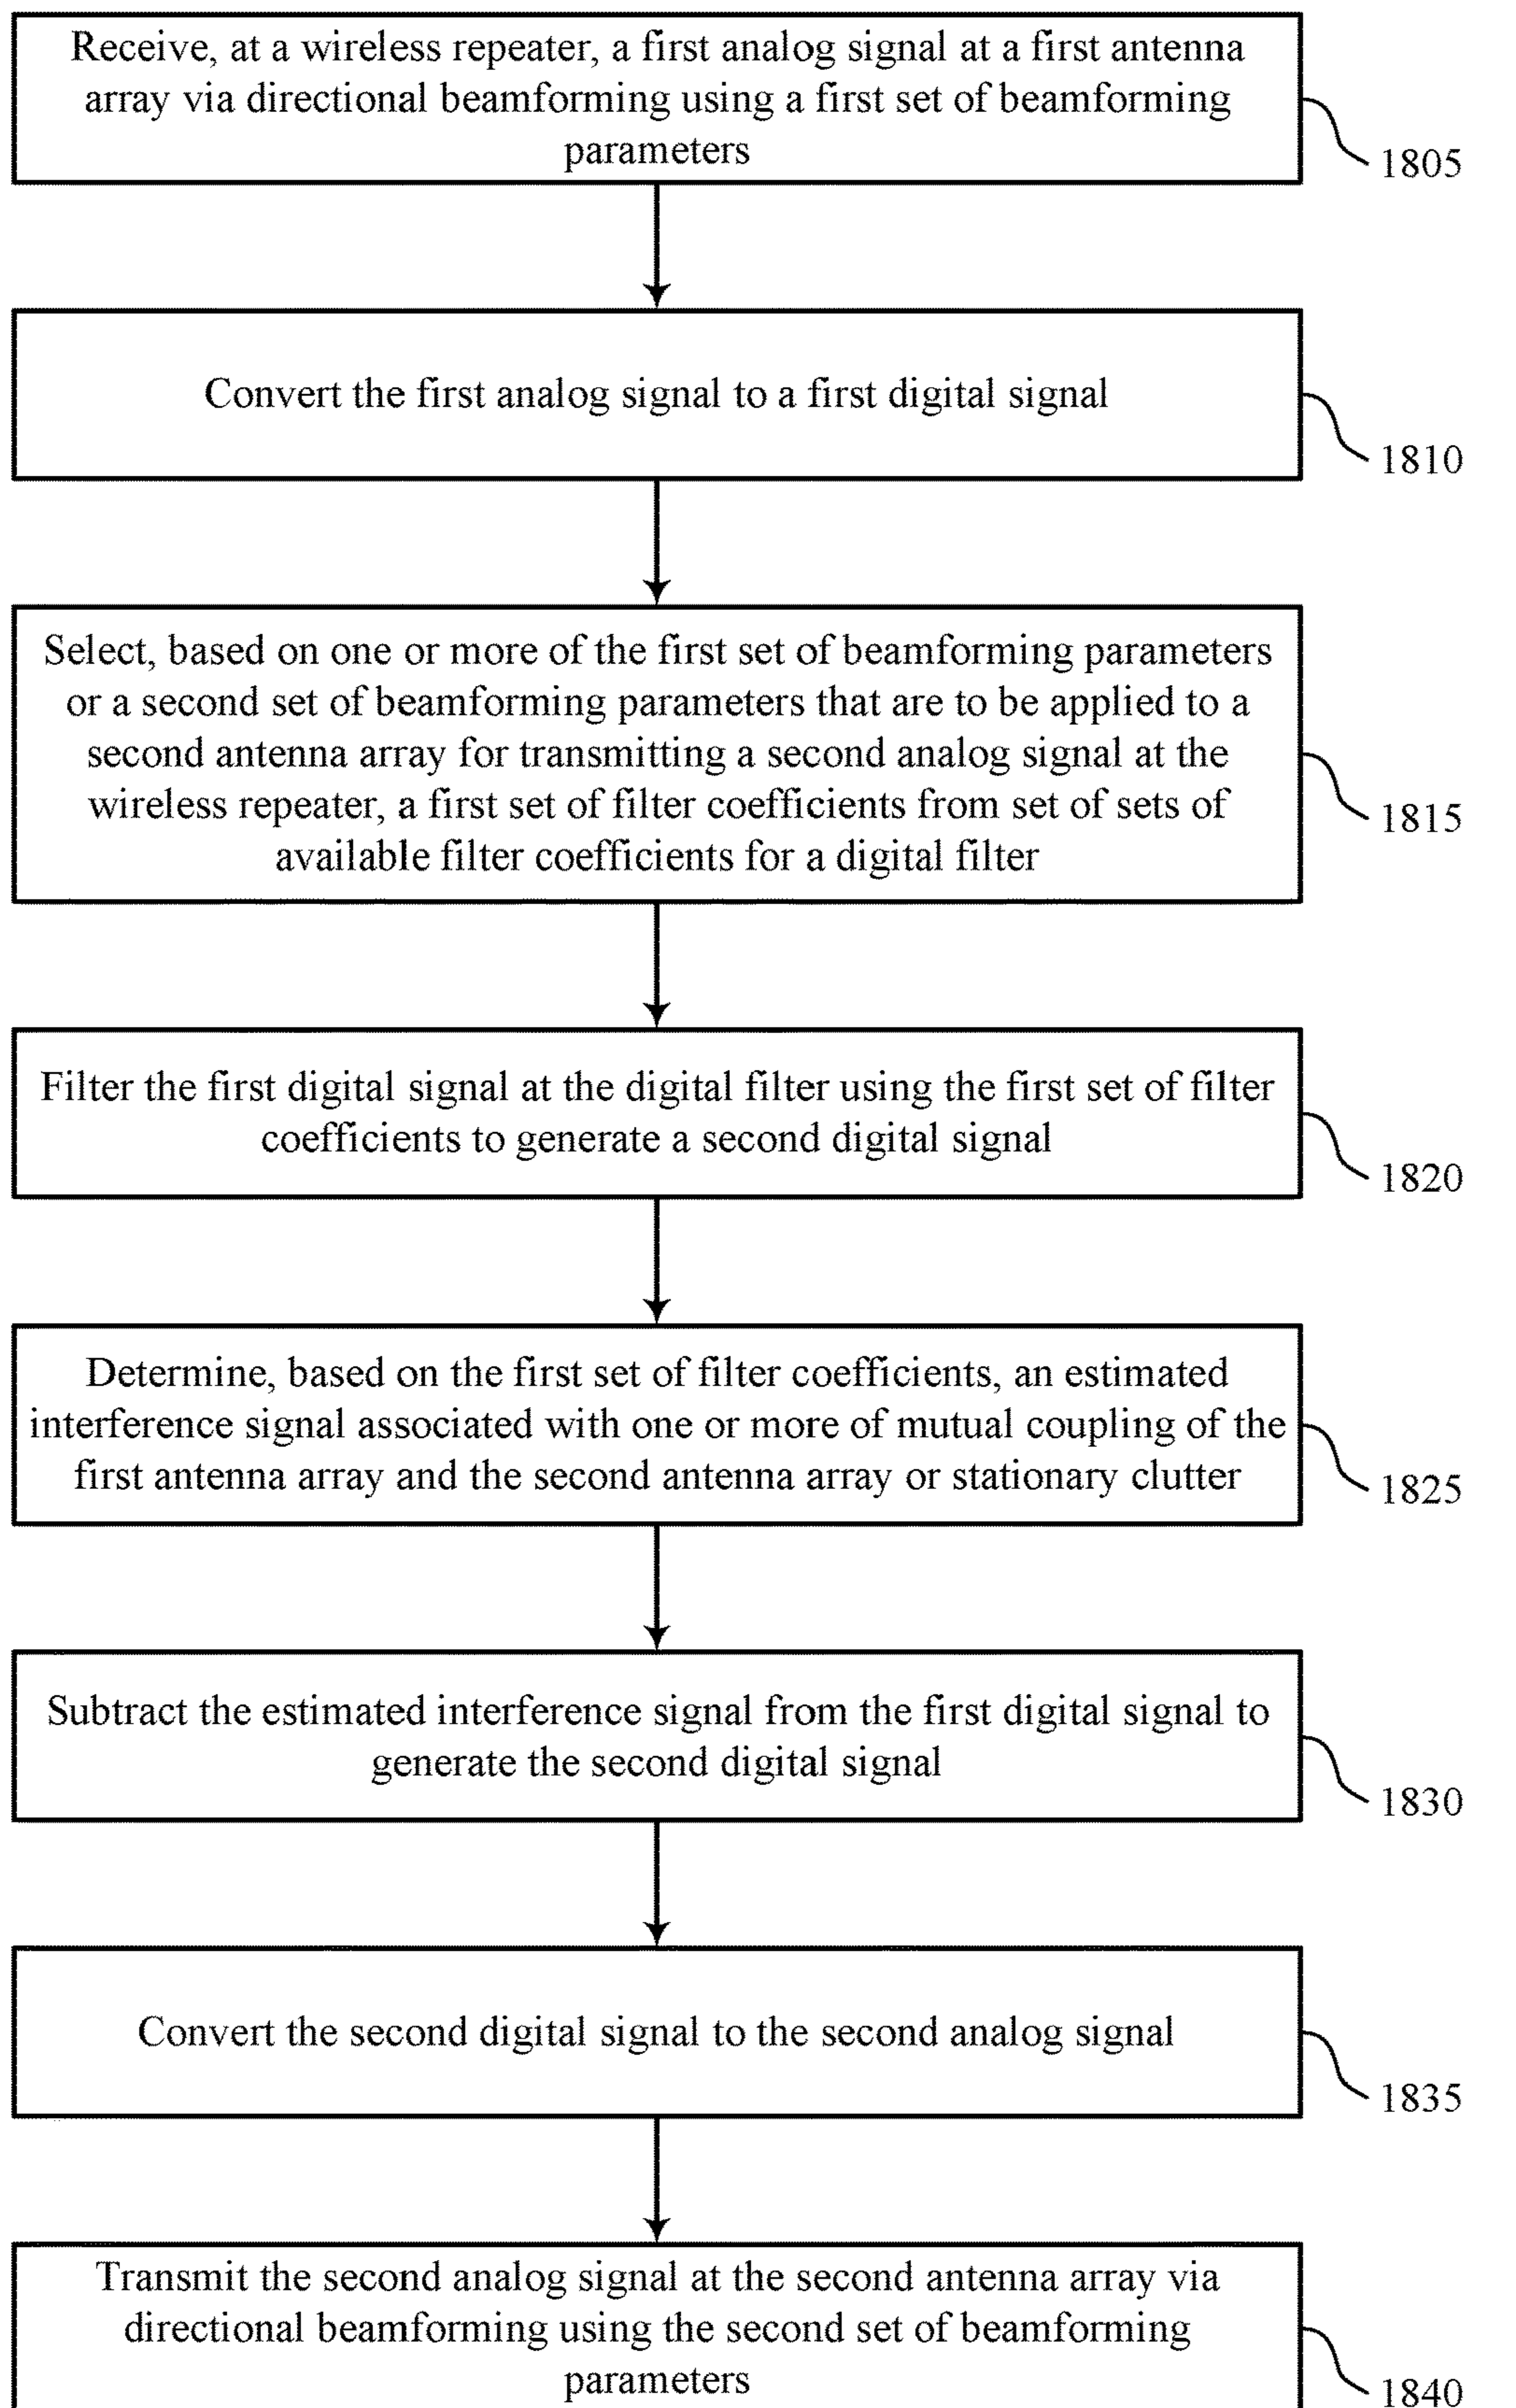 Receive, at a wireless repeater, a first analog signal at a first antenna
array via directional beamforming using a first set of beamforming
parameters
1805
Convert the first analog signal to a first digital signal
1810
Select, based on one or more of the first set of beamforming parameters
or a second set of beamforming parameters that are to be applied to a
second antenna array for transmitting a second analog signal at the
wireless repeater, a first set of filter coefficients from set of sets of
available filter coefficients for a digital filter
1815
Filter the first digital signal at the digital filter using the first set of filter
coefficients to generate a second digital signal
1820
Determine, based on the first set of filter coefficients, an estimated
interference signal associated with one or more of mutual coupling of the
first antenna array and the second antenna array or stationary clutter
1825
Subtract the estimated interference signal from the first digital signal to
generate the second digital signal
1830
Convert the second digital signal to the second analog signal
1835
Transmit the second analog signal at the second antenna array via
directional beamforming using the second set of beamforming
parameters
1840